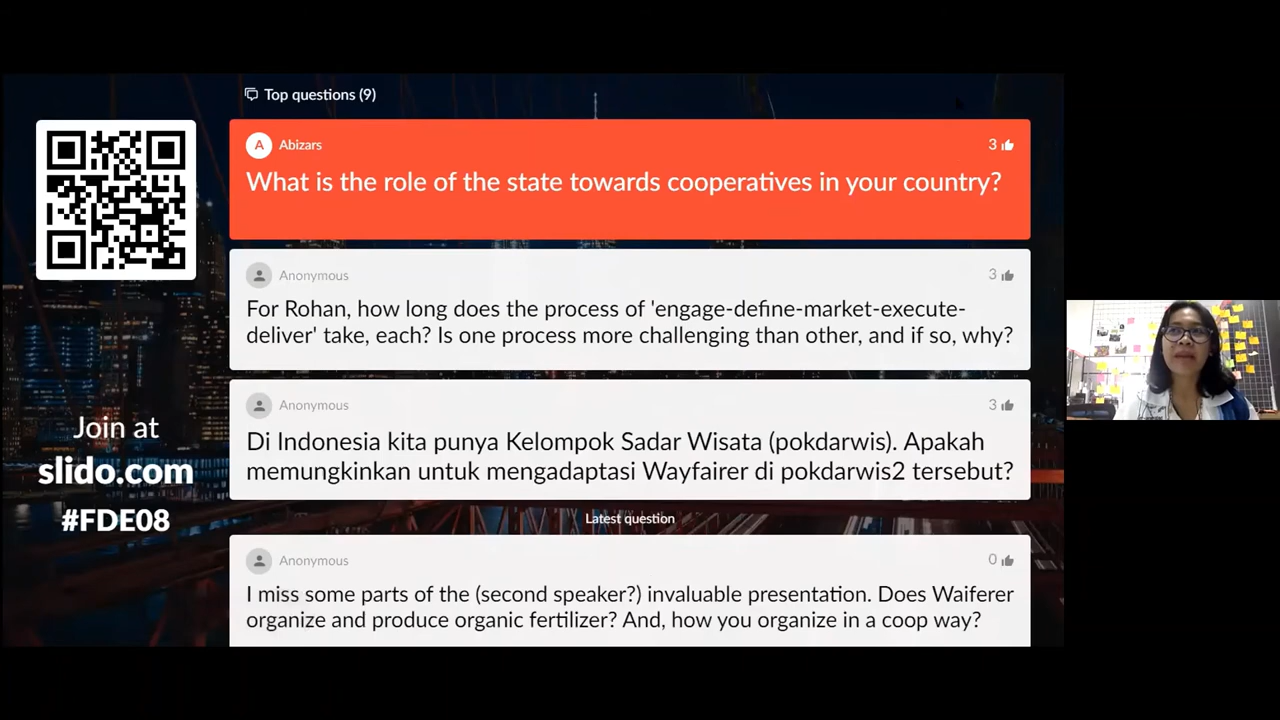 Top questions (9)
A Abizars 3
What is the role of the state towards cooperatives in your country?
Anonymous 3
For Rohan, how long does the process of 'engage-define-market-execute-
deliver' take, each? Is one process more challenging than other, and if so, why?
Anonymous 3
Di Indonesia kita punya Kelompok Sadar Wisata (pokdarwis). Apakah
memungkinkan untuk mengadaptasi Wayfairer di pokdarwis2 tersebut?
Latest question
Anonymous 0
I miss some parts of the (second speaker?) invaluable presentation. Does Waiferer
organize and produce organic fertilizer? And, how you organize in a coop way?
Join at
slido.com
#FDE08